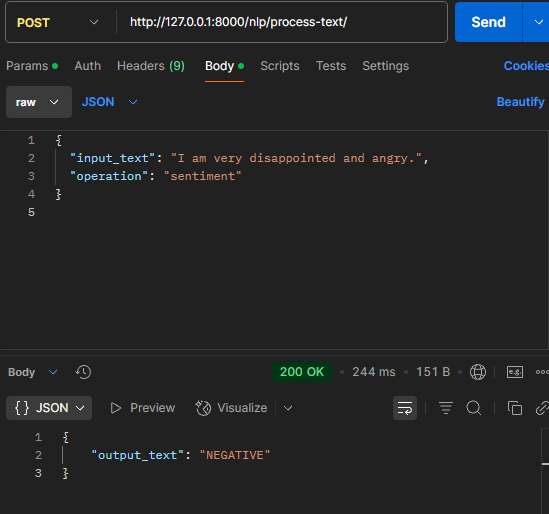 POST http://127.0.0.1:8000/nlp/process-text/ Send
Params Auth Headers (9) Body Scripts Tests Settings Cookies
raw JSON Beautify
1 {
2 "input_text": "I am very disappointed and angry.",
3 "operation": "sentiment"
4 }
5
Body 200 OK • 244 ms • 151 B e.g.
{} JSON Preview Visualize
1 {
2 "output_text": "NEGATIVE"
3 }